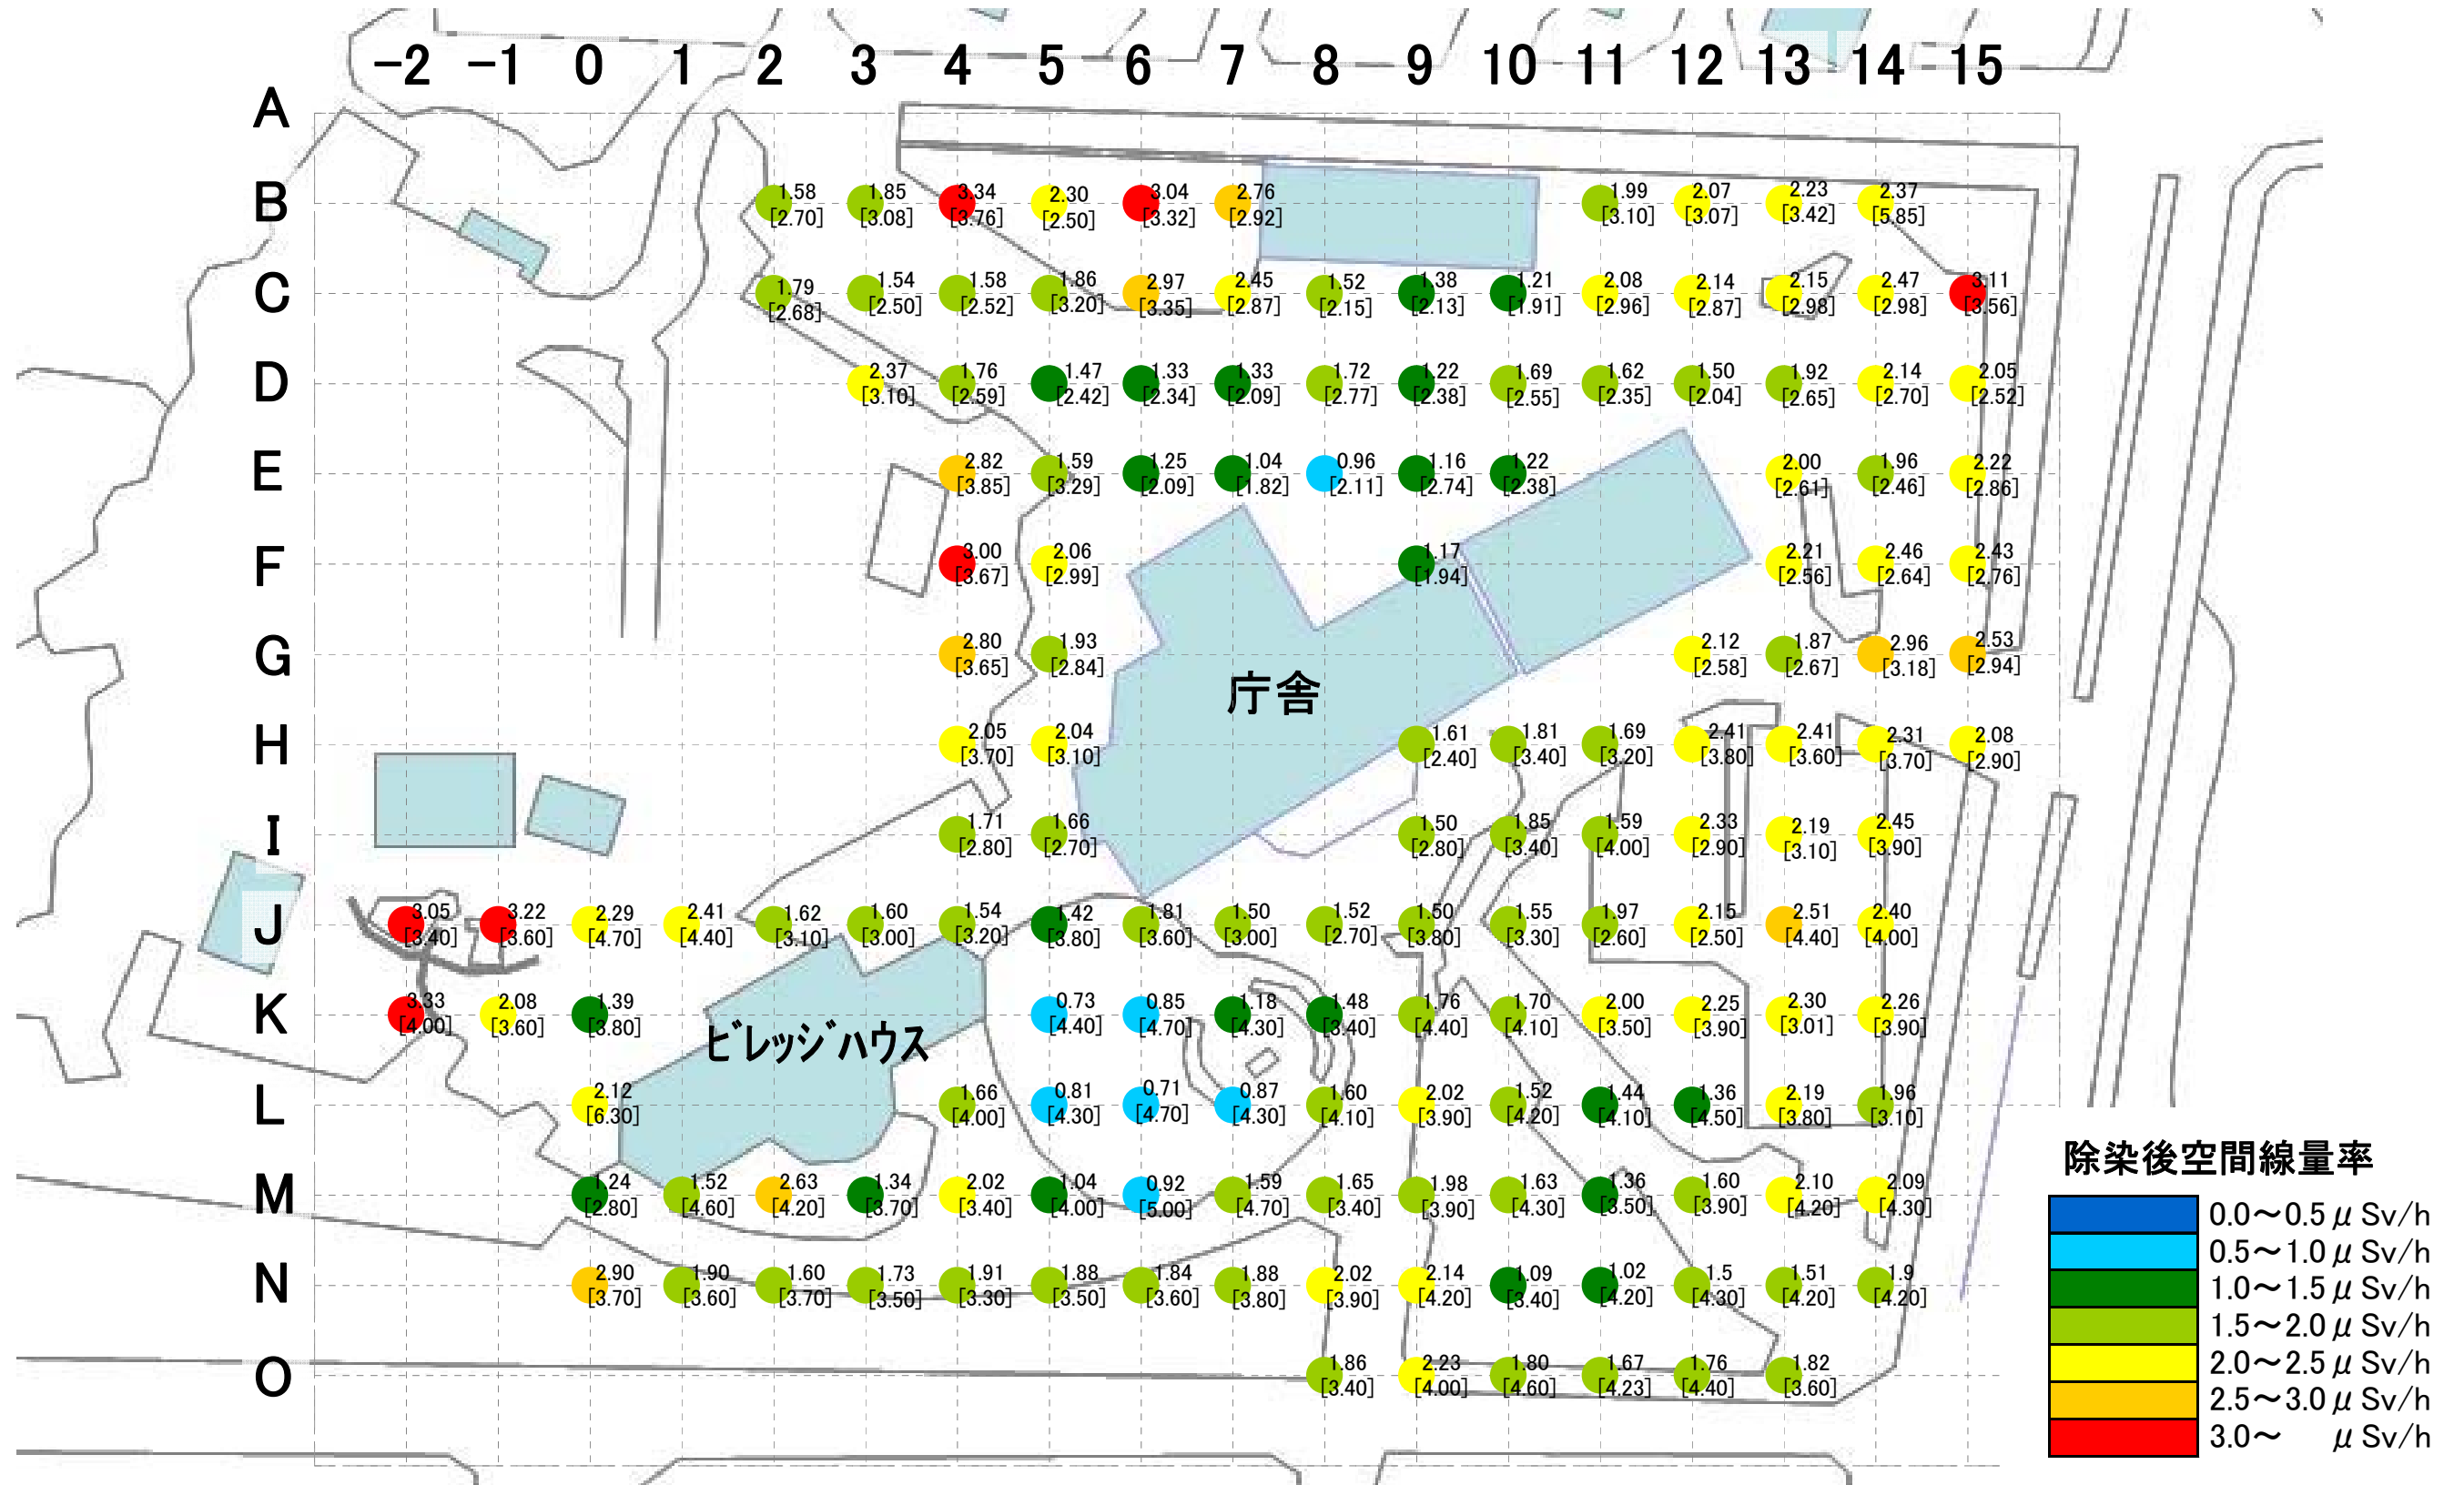 -2 -1 0 1 2 3 4 5 6 7 8 9 10 11 12 13 14 15
A
B 1.58 1.85 3.34 2.30 3.04 2.76 1.99 2.07 2.23 2.37
[2.70] [3.08] [3.76] [2.50] [3.32] [2.92] [3.10] [3.07] [3.42] [5.85]
C 1.79 1.54 1.58 1.86 2.97 2.45 1.52 1.38 1.21 2.08 2.14 2.15 2.47 3.11
[2.68] [2.50] [2.52] [3.20] [3.35] [2.87] [2.15] [2.13] [1.91] [2.96] [2.87] [2.98] [2.98] [3.56]
D 2.37 1.76 1.47 1.33 1.33 1.72 1.22 1.69 1.62 1.50 1.92 2.14 2.05
[3.10] [2.59] [2.42] [2.34] [2.09] [2.77] [2.38] [2.55] [2.35] [2.04] [2.65] [2.70] [2.52]
E 2.82 1.59 1.25 1.04 0.96 1.16 1.22 2.00 1.96 2.22
[3.85] [3.29] [2.09] [1.82] [2.11] [2.74] [2.38] [2.61] [2.46] [2.86]
F 3.00 2.06 1.17 2.21 2.46 2.43
[3.67] [2.99] [1.94] [2.56] [2.64] [2.76]
G 2.80 1.93 2.12 1.87 2.96 2.53
[3.65] [2.84] [2.58] [2.67] [3.18] [2.94]
庁舎
H 2.05 2.04 1.61 1.81 1.69 2.41 2.41 2.31 2.08
[3.70] [3.10] [2.40] [3.40] [3.20] [3.80] [3.60] [3.70] [2.90]
I 1.71 1.66 1.50 1.85 1.59 2.33 2.19 2.45
[2.80] [2.70] [2.80] [3.40] [4.00] [2.90] [3.10] [3.90]
J 3.05 3.22 2.29 2.41 1.62 1.60 1.54 1.42 1.81 1.50 1.52 1.50 1.55 1.97 2.15 2.51 2.40
[3.40] [3.60] [4.70] [4.40] [3.10] [3.00] [3.20] [3.80] [3.60] [3.00] [2.70] [3.80] [3.30] [2.60] [2.50] [4.40] [4.00]
K 3.33 2.08 1.39 0.73 0.85 1.18 1.48 1.76 1.70 2.00 2.25 2.30 2.26
[4.00] [3.60] [3.80] [4.40] [4.70] [4.30] [3.40] [4.40] [4.10] [3.50] [3.90] [3.01] [3.90]
ﾋﾞﾚｯｼﾞﾊｳｽ
L 2.12 1.66 0.81 0.71 0.87 1.60 2.02 1.52 1.44 1.36 2.19 1.96
[6.30] [4.00] [4.30] [4.70] [4.30] [4.10] [3.90] [4.20] [4.10] [4.50] [3.80] [3.10]
M 1.24 1.52 2.63 1.34 2.02 1.04 0.92 1.59 1.65 1.98 1.63 1.36 1.60 2.10 2.09
[2.80] [4.60] [4.20] [3.70] [3.40] [4.00] [5.00] [4.70] [3.40] [3.90] [4.30] [3.50] [3.90] [4.20] [4.30]
N 2.90 1.90 1.60 1.73 1.91 1.88 1.84 1.88 2.02 2.14 1.09 1.02 1.5 1.51 1.9
[3.70] [3.60] [3.70] [3.50] [3.30] [3.50] [3.60] [3.80] [3.90] [4.20] [3.40] [4.20] [4.30] [4.20] [4.20]
O 1.86 2.23 1.80 1.67 1.76 1.82
[3.40] [4.00] [4.60] [4.23] [4.40] [3.60]
除染後空間線量率
0.0～0.5μSv/h
0.5～1.0μSv/h
1.0～1.5μSv/h
1.5～2.0μSv/h
2.0～2.5μSv/h
2.5～3.0μSv/h
3.0～ μSv/h